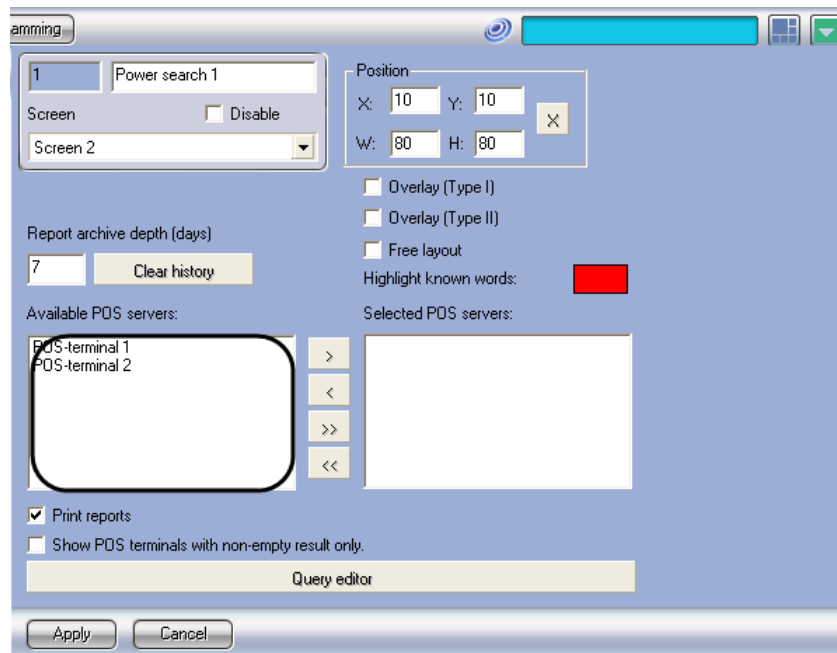 amming
1 Power search 1
Screen Disable
Screen 2
Position
X: 10 Y: 10
X
W: 80 H: 80
Overlay (Type I)
Overlay (Type II)
Free layout
Report archive depth (days)
7 Clear history
Highlight known words:
Available POS servers:
Selected POS servers:
POS-terminal 1
POS-terminal 2
>
<
>>
<<
Print reports
Show POS terminals with non-empty result only.
Query editor
Apply Cancel